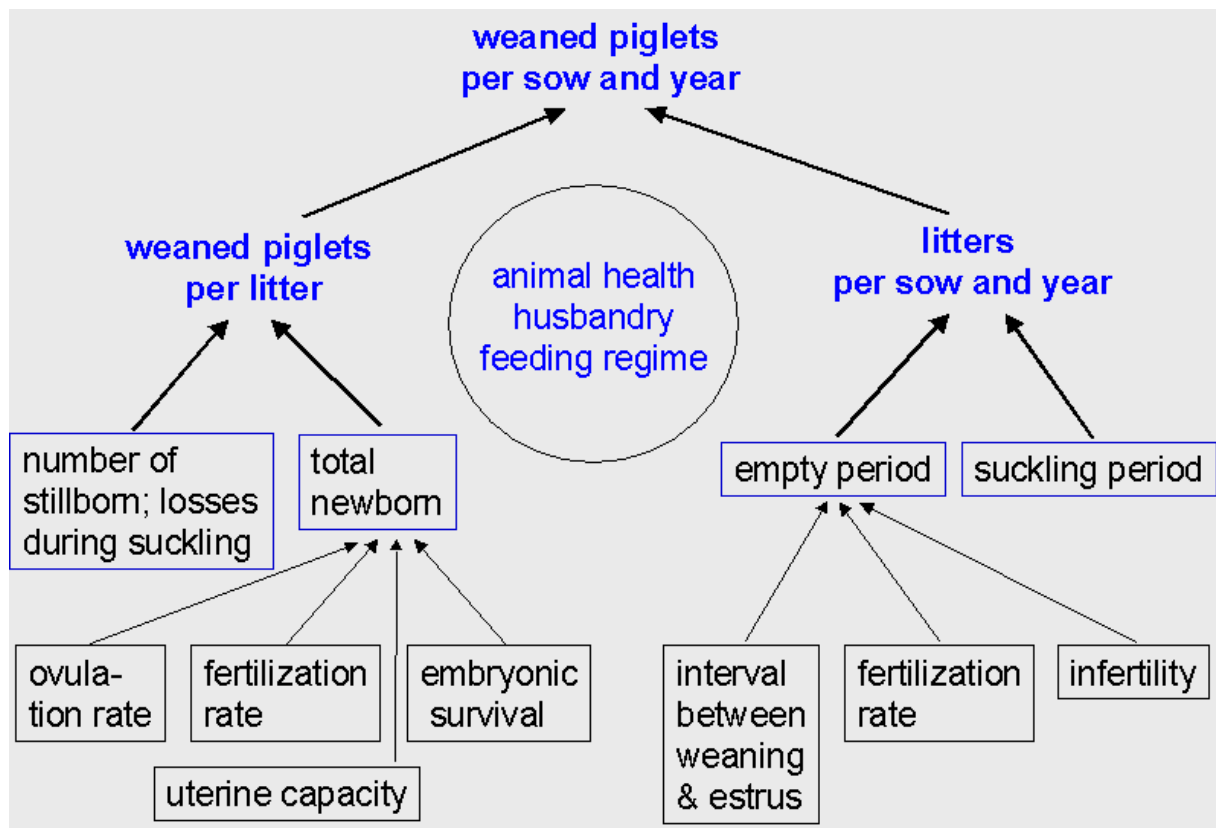 weaned piglets
per sow and year
weaned piglets
per litter
animal health
husbandry
feeding regime
litters
per sow and year
number of
stillborn; losses
during suckling
total
newborn
empty period
suckling period
ovula-
tion rate
fertilization
rate
embryonic
survival
uterine capacity
interval
between
weaning
& estrus
fertilization
rate
infertility